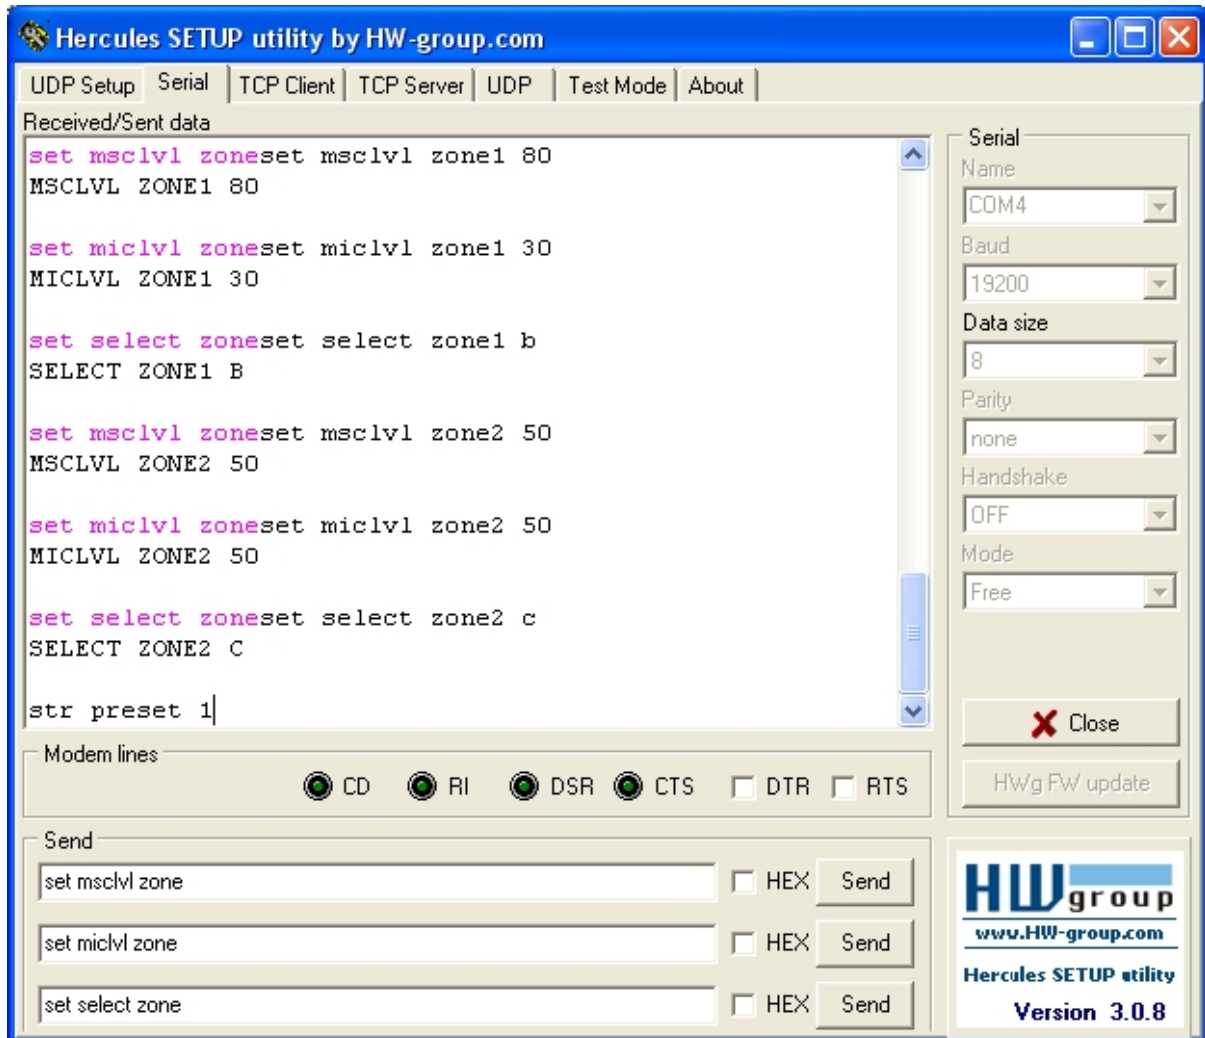 Hercules SETUP utility by HW-group.com
UDP Setup Serial TCP Client TCP Server UDP Test Mode About
Received/Sent data
set msclvl zoneset msclvl zone1 80
MSCLVL ZONE1 80
set miclvl zoneset miclvl zone1 30
MICLVL ZONE1 30
set select zoneset select zone1 b
SELECT ZONE1 B
set msclvl zoneset msclvl zone2 50
MSCLVL ZONE2 50
set miclvl zoneset miclvl zone2 50
MICLVL ZONE2 50
set select zoneset select zone2 c
SELECT ZONE2 C
str preset 1
Serial
Name
COM4
Baud
19200
Data size
8
Parity
none
Handshake
OFF
Mode
Free
Close
HWg FW update
Modem lines
CD RI DSR CTS DTR RTS
Send
set msclvl zone HEX Send
set miclvl zone HEX Send
set select zone HEX Send
HW group
www.HW-group.com
Hercules SETUP utility
Version 3.0.8